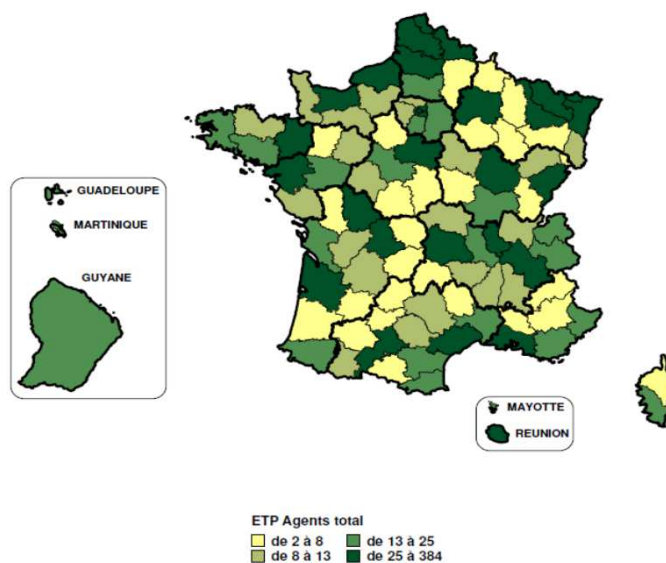 GUADELOUPE
MARTINIQUE
GUYANE
MAYOTTE
REUNION
ETP Agents total
de 2 à 8
de 13 à 25
de 8 à 13
de 25 à 384